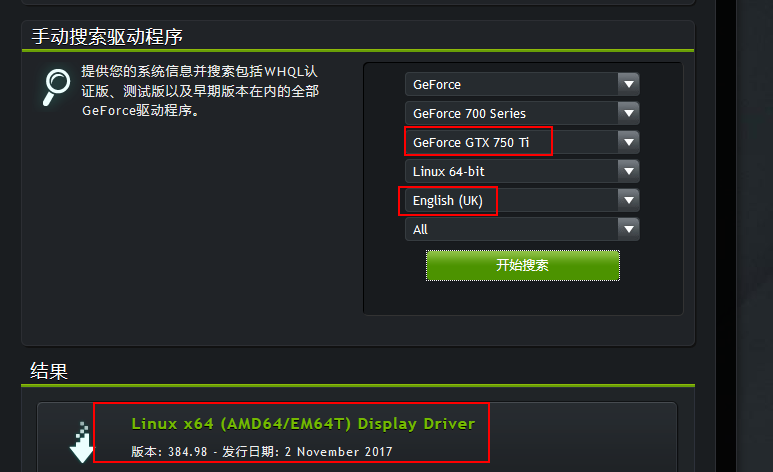 手动搜索驱动程序
提供您的系统信息并搜索包括WHQL认
证版、测试版以及早期版本在内的全部
GeForce驱动程序。
GeForce
GeForce 700 Series
GeForce GTX 750 Ti
Linux 64-bit
English (UK)
All
开始搜索
结果
Linux x64 (AMD64/EM64T) Display Driver
版本: 384.98 - 发行日期: 2 November 2017